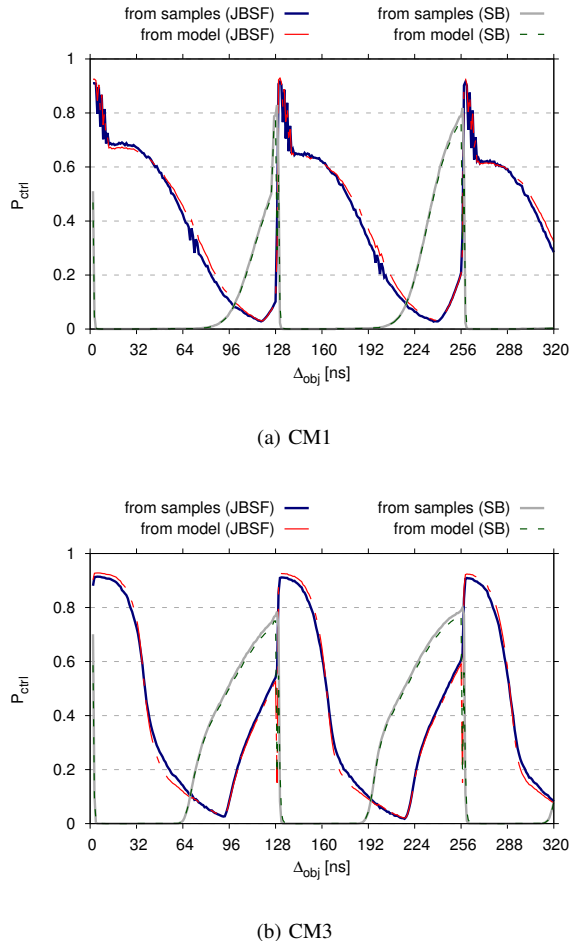 from samples (JBSF)
from model (JBSF)
from samples (SB)
from model (SB)
1
0.8
0.6
0.4
0.2
0
P_ctrl
0 32 64 96 128 160 192 224 256 288 320
Δ_obj [ns]
(a) CM1
from samples (JBSF)
from model (JBSF)
from samples (SB)
from model (SB)
1
0.8
0.6
0.4
0.2
0
P_ctrl
0 32 64 96 128 160 192 224 256 288 320
Δ_obj [ns]
(b) CM3